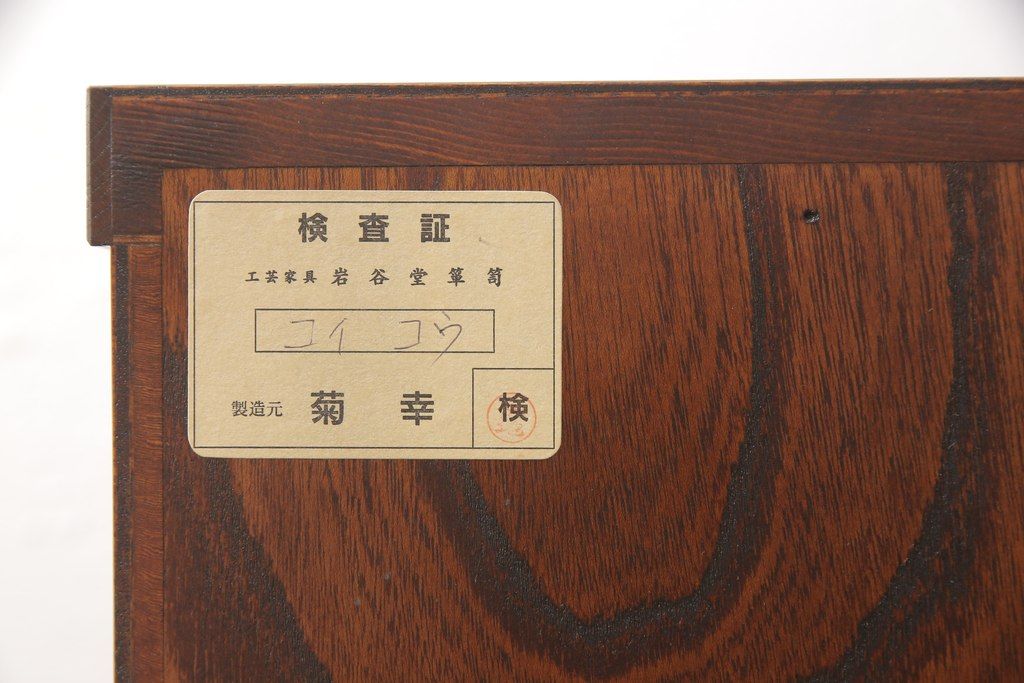 検査証
工芸家具 岩谷堂簞笥
コイ コウ
製造元 菊幸
検